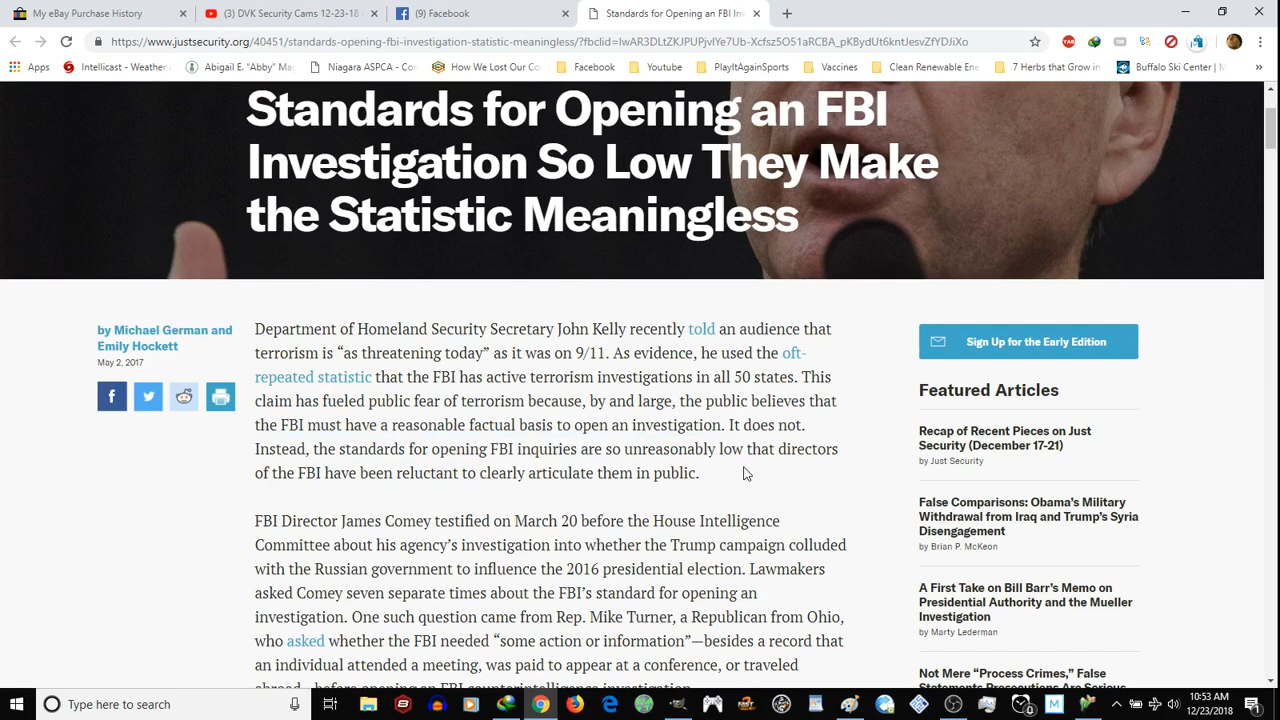 My eBay Purchase History
(3) DVK Security Cams 12-23-18
(9) Facebook
Standards for Opening an FBI Inv
https://www.justsecurity.org/40451/standards-opening-fbi-investigation-statistic-meaningless/?fbclid=IwAR3DLtZKJPUPjvIYe7Ub-Xcfsz5O51aRCBA_pKBydUt6kntJesvZfYDJiXo
Apps
Intellicast - Weather
Abigail E. "Abby" Ma
Niagara ASPCA - Con
How We Lost Our Co
Facebook
Youtube
PlayItAgainSports
Vaccines
Clean Renewable Ene
7 Herbs that Grow in
Buffalo Ski Center |
Standards for Opening an FBI
Investigation So Low They Make
the Statistic Meaningless
by Michael German and
Emily Hockett
May 2, 2017
Department of Homeland Security Secretary John Kelly recently told an audience that
terrorism is “as threatening today” as it was on 9/11. As evidence, he used the oft-
repeated statistic that the FBI has active terrorism investigations in all 50 states. This
claim has fueled public fear of terrorism because, by and large, the public believes that
the FBI must have a reasonable factual basis to open an investigation. It does not.
Instead, the standards for opening FBI inquiries are so unreasonably low that directors
of the FBI have been reluctant to clearly articulate them in public.
FBI Director James Comey testified on March 20 before the House Intelligence
Committee about his agency’s investigation into whether the Trump campaign colluded
with the Russian government to influence the 2016 presidential election. Lawmakers
asked Comey seven separate times about the FBI’s standard for opening an
investigation. One such question came from Rep. Mike Turner, a Republican from Ohio,
who asked whether the FBI needed “some action or information”—besides a record that
an individual attended a meeting, was paid to appear at a conference, or traveled
abroad—before opening an FBI counterintelligence investigation.
Sign Up for the Early Edition
Featured Articles
Recap of Recent Pieces on Just
Security (December 17-21)
by Just Security
False Comparisons: Obama’s Military
Withdrawal from Iraq and Trump’s Syria
Disengagement
by Brian P. McKeon
A First Take on Bill Barr’s Memo on
Presidential Authority and the Mueller
Investigation
by Marty Lederman
Not Mere “Process Crimes,” False
Statements Prosecutions Are Serious
Type here to search
10:53 AM
12/23/2018